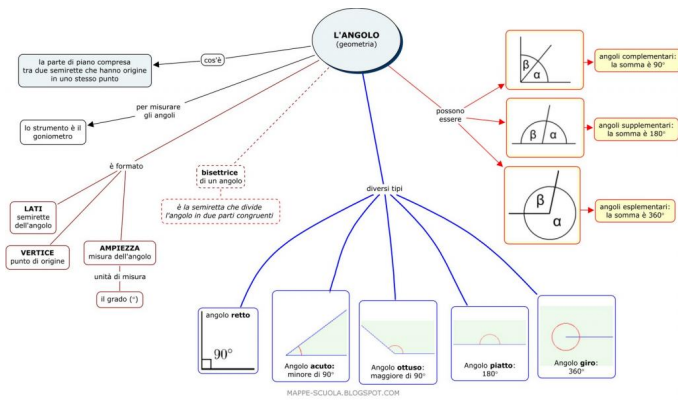 L'ANGOLO
(geometria)
cos'è
la parte di piano compresa
tra due semirette che hanno origine
in uno stesso punto
per misurare
gli angoli
lo strumento è il
goniometro
è formato
LATI
semirette
dell'angolo
VERTICE
punto di origine
AMPIEZZA
misura dell'angolo
unità di misura
il grado (°)
bisettrice
di un angolo
è la semiretta che divide
l'angolo in due parti congruenti
diversi tipi
angolo retto
90°
Angolo acuto:
minore di 90°
Angolo ottuso:
maggiore di 90°
Angolo piatto:
180°
Angolo giro:
360°
possono
essere
β
α
angoli complementari:
la somma è 90°
β α
angoli supplementari:
la somma è 180°
β
α
angoli esplementari:
la somma è 360°
MAPPE-SCUOLA.BLOGSPOT.COM